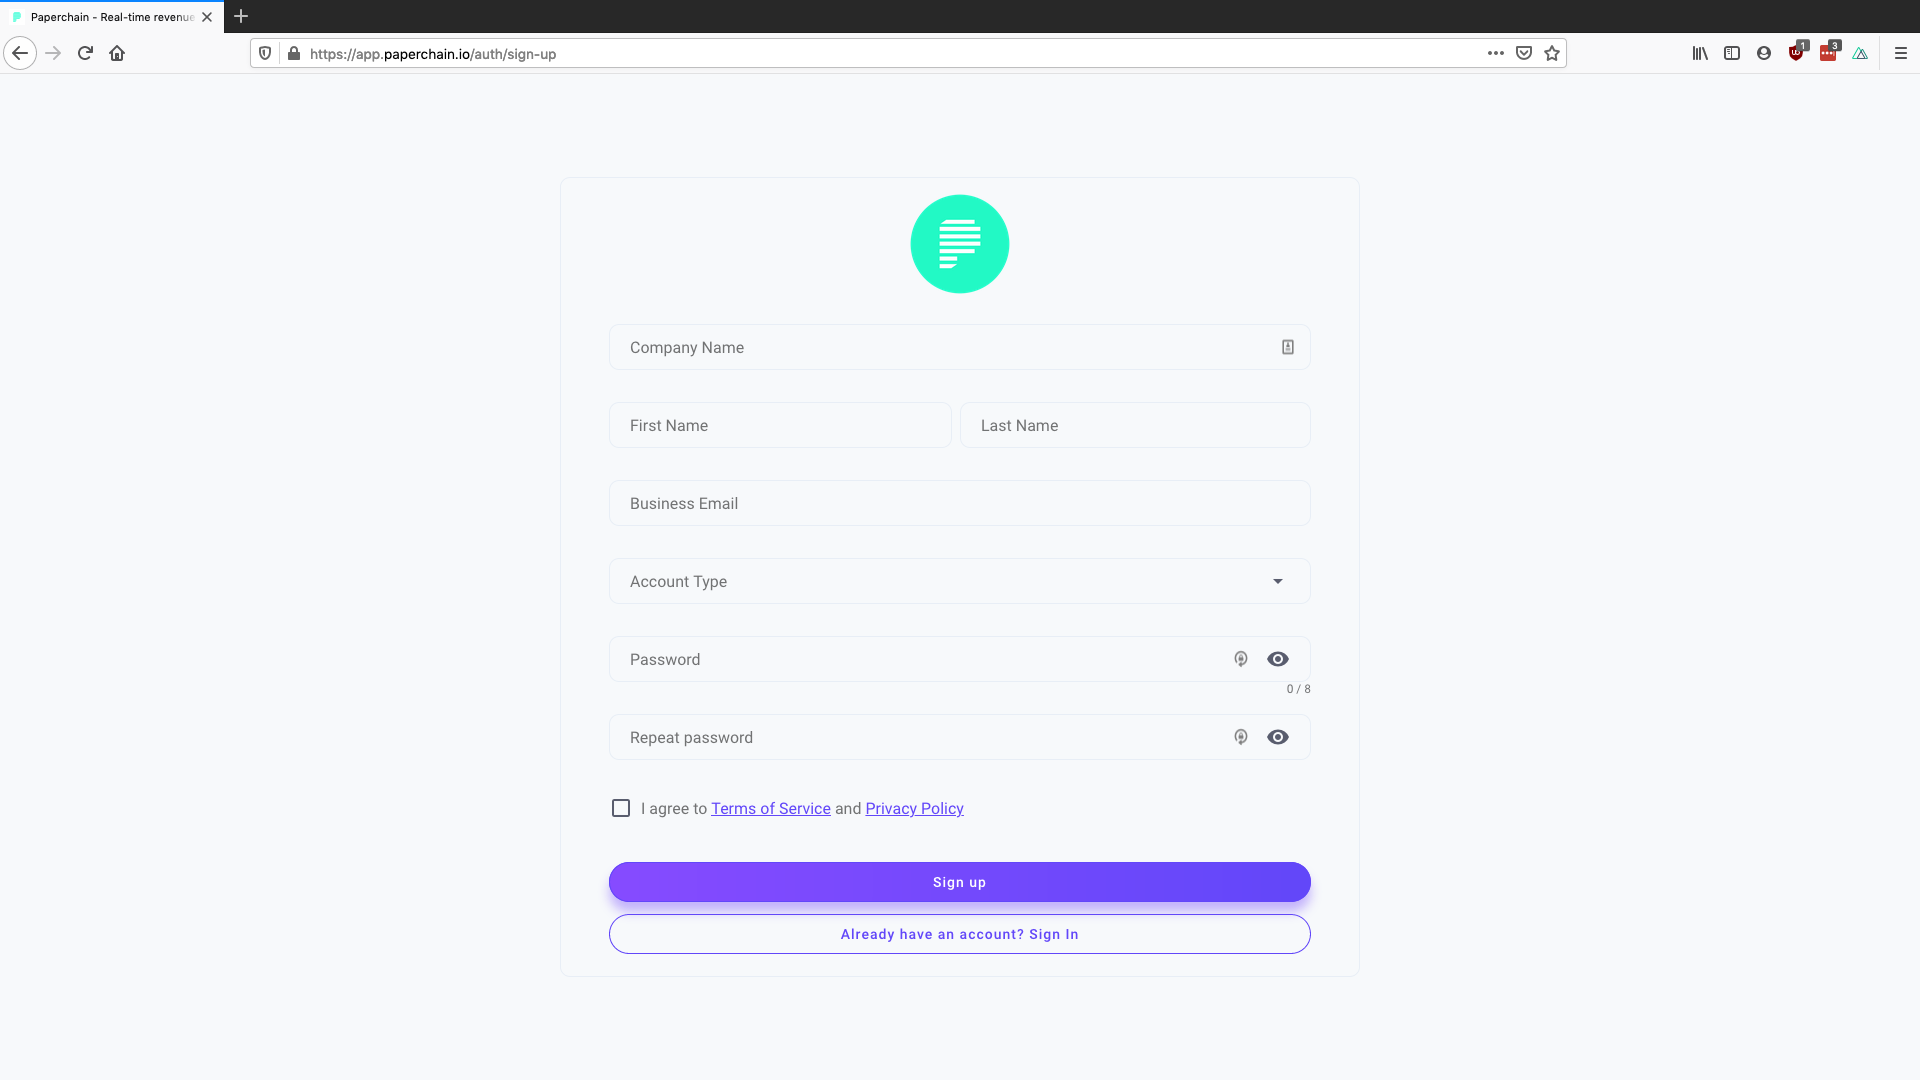 Paperchain - Real-time revenue
https://app.paperchain.io/auth/sign-up
1
3
Company Name
First Name
Last Name
Business Email
Account Type
Password
0 / 8
Repeat password
I agree to Terms of Service and Privacy Policy
Sign up
Already have an account? Sign In